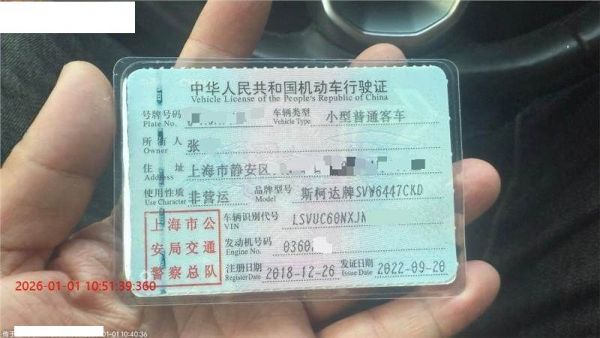 中华人民共和国机动车行驶证
Vehicle License of the People's Republic of China
号牌号码 车辆类型 小型普通客车
Plate No. Vehicle Type
所有人 张
Owner
住址 上海市静安区
Address
使用性质 非营运 品牌型号 斯柯达牌SVW6447CKD
Use Character Model
上海市公
安局交通
警察总队
车辆识别代号 LSVUC60NXJA
VIN
发动机号码 0360
Engine No.
注册日期 2018-12-26 发证日期 2022-09-20
Register Date Issue Date
2026-01-01 10:51:39:360
传于 -01-01 10:40:36